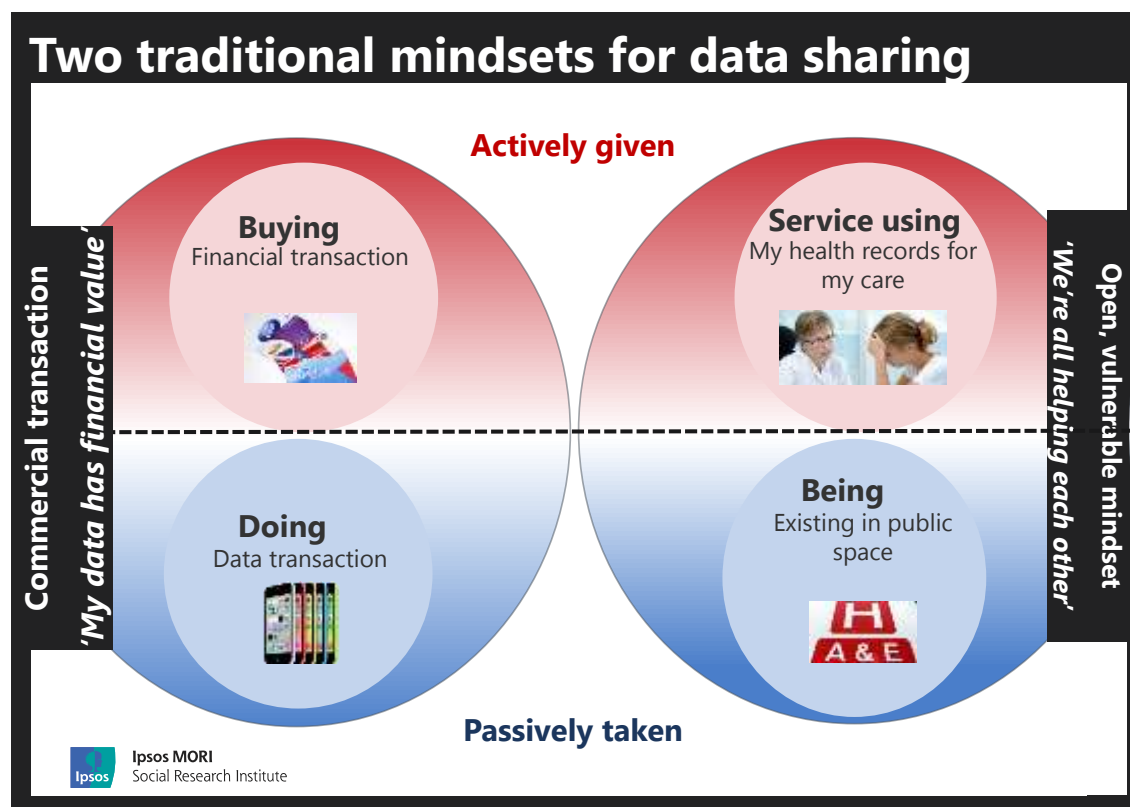 Two traditional mindsets for data sharing
Actively given
Buying
Financial transaction
Service using
My health records for
my care
Commercial transaction
'My data has financial value'
'We're all helping each other'
Open, vulnerable mindset
Doing
Data transaction
Being
Existing in public
space
H
A & E
Passively taken
Ipsos
Ipsos MORI
Social Research Institute